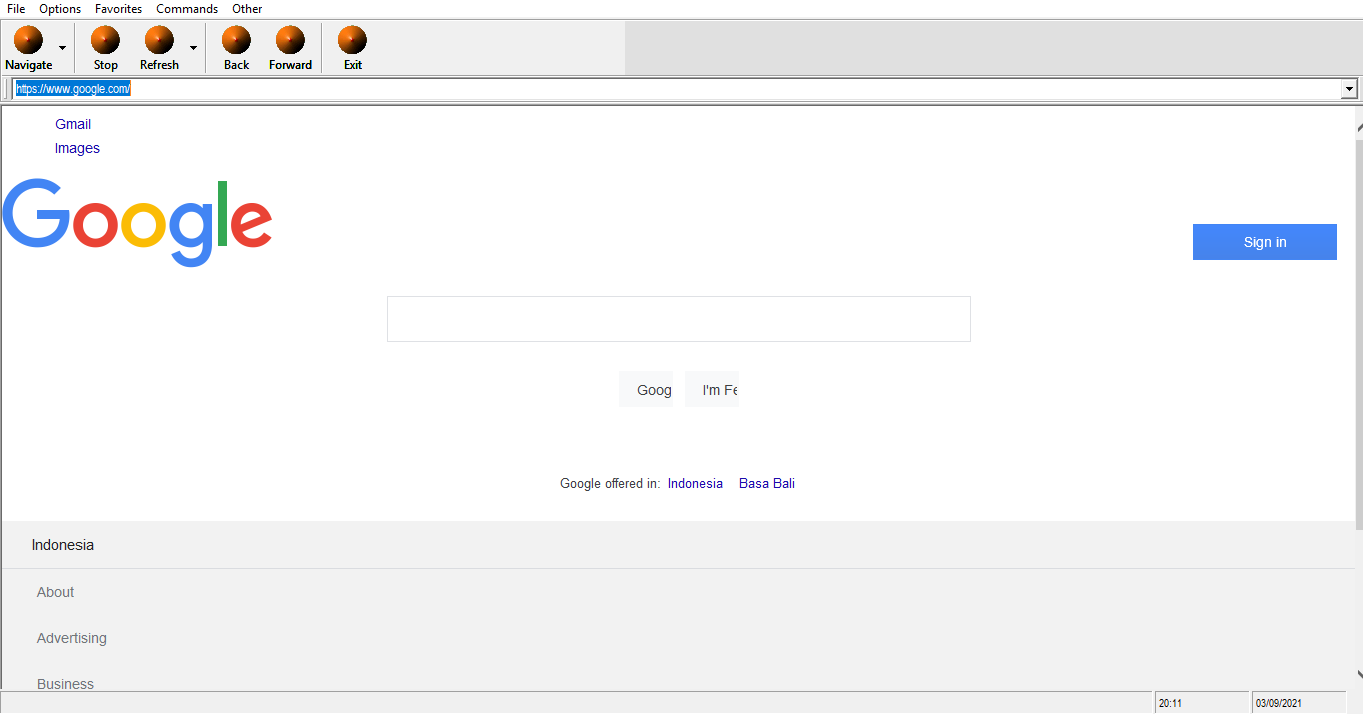 File Options Favorites Commands Other
Navigate Stop Refresh Back Forward Exit
https://www.google.com/
Gmail
Images
Google
Sign in
Goog I'm Fe
Google offered in: Indonesia Basa Bali
Indonesia
About
Advertising
Business
20:11 03/09/2021